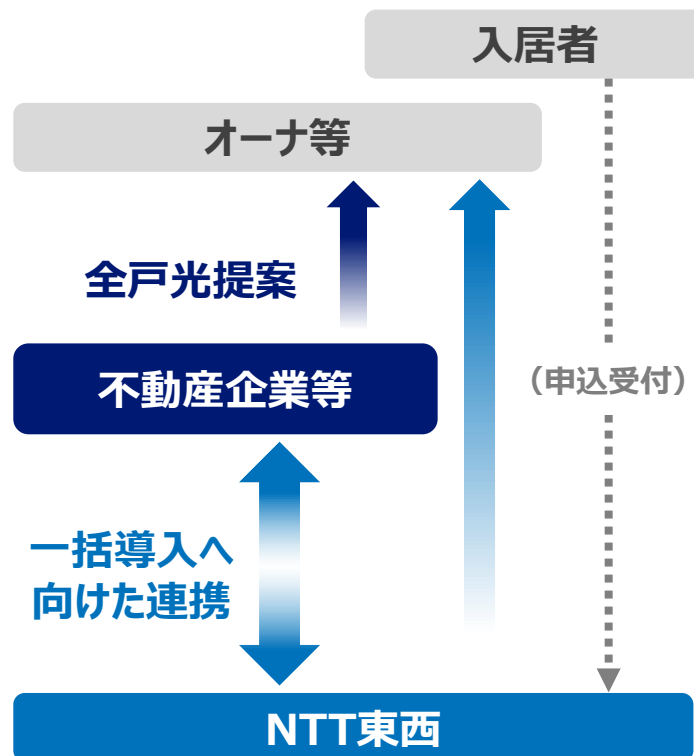 入居者
オーナ等
全戸光提案
不動産企業等
（申込受付）
一括導入へ
向けた連携
NTT東西